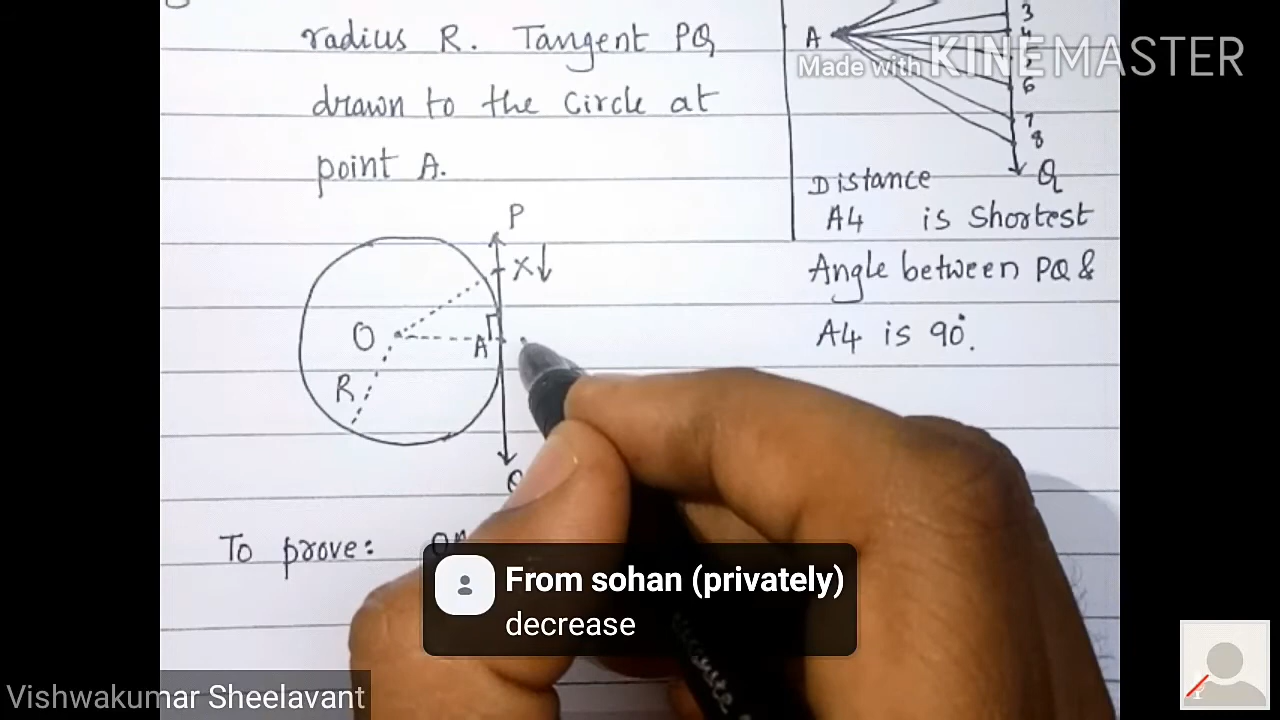 radius R. Tangent PQ
drawn to the circle at
point A.
P
X↓
O
A
R
To prove:
A
3
4
5
6
7
8
Q
Distance
A4 is shortest
Angle between PQ &
A4 is 90°.
Made with KINEMASTER
From sohan (privately)
decrease
Vishwakumar Sheelavant